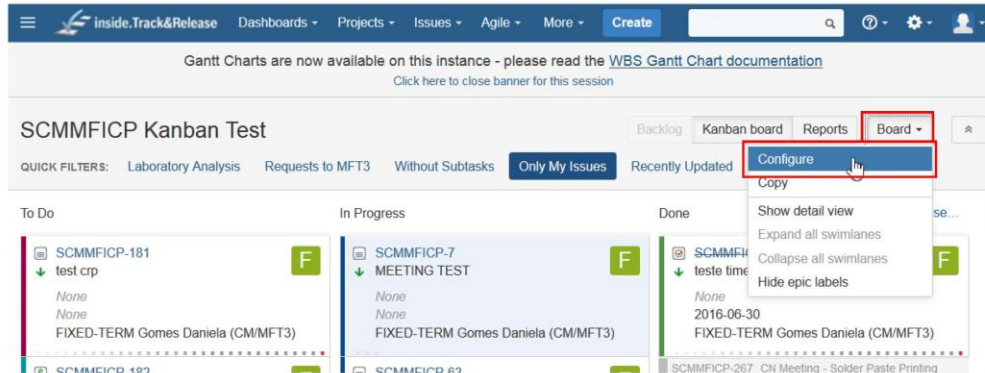 inside.Track&Release Dashboards Projects Issues Agile More Create
Gantt Charts are now available on this instance - please read the WBS Gantt Chart documentation
Click here to close banner for this session
SCMMFICP Kanban Test
Backlog Kanban board Reports Board
QUICK FILTERS: Laboratory Analysis Requests to MFT3 Without Subtasks Only My Issues Recently Updated
Configure
Copy
Show detail view
Expand all swimlanes
Collapse all swimlanes
Hide epic labels
To Do In Progress Done se...
SCMMFICP-181
test crp
None
None
FIXED-TERM Gomes Daniela (CM/MFT3)
F
SCMMFICP-7
MEETING TEST
None
None
FIXED-TERM Gomes Daniela (CM/MFT3)
F
teste time
None
2016-06-30
FIXED-TERM Gomes Daniela (CM/MFT3)
F
SCMMFICP-182
SCMMFICP-63
SCMMFICP-267 CN Meeting - Solder Paste Printing